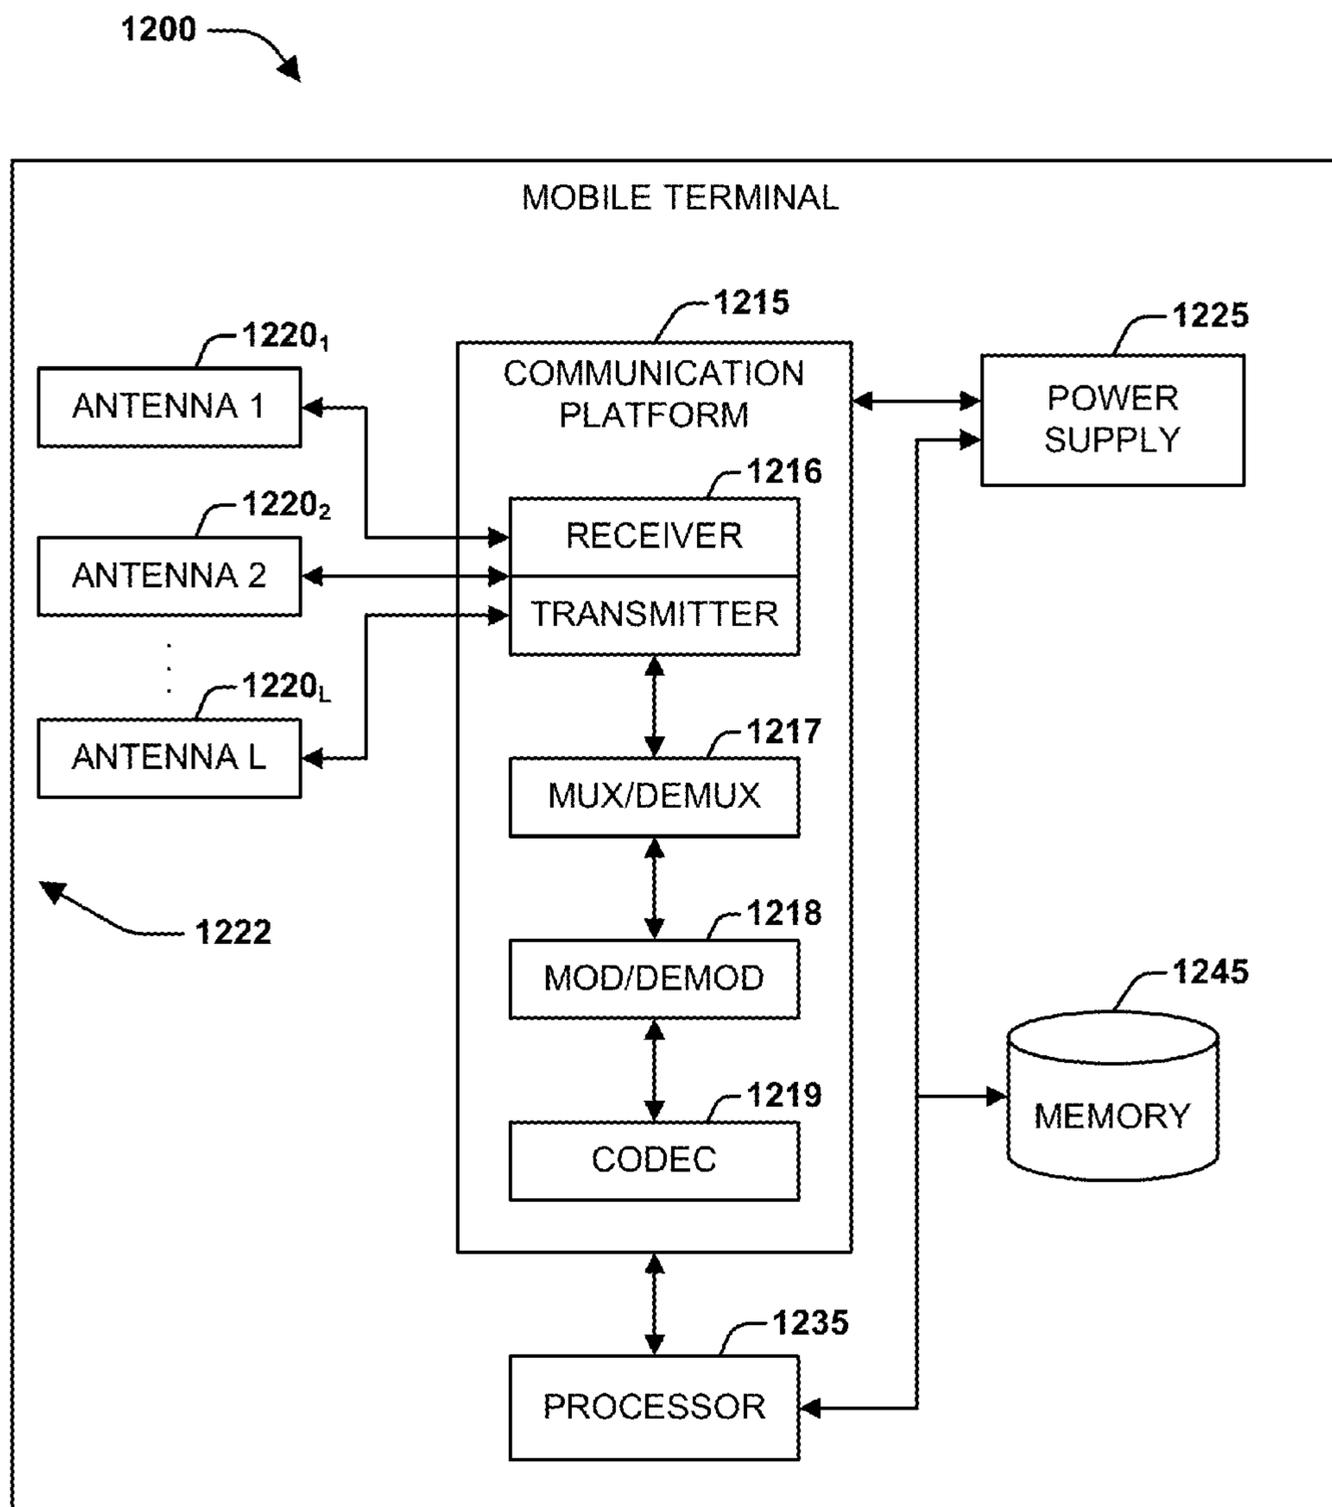 1200
MOBILE TERMINAL
1215
1225
1220₁
ANTENNA 1
COMMUNICATION
PLATFORM
POWER
SUPPLY
1216
1220₂
RECEIVER
ANTENNA 2
TRANSMITTER
1220L
ANTENNA L
1217
MUX/DEMUX
1222
1218
MOD/DEMOD
1245
MEMORY
1219
CODEC
1235
PROCESSOR